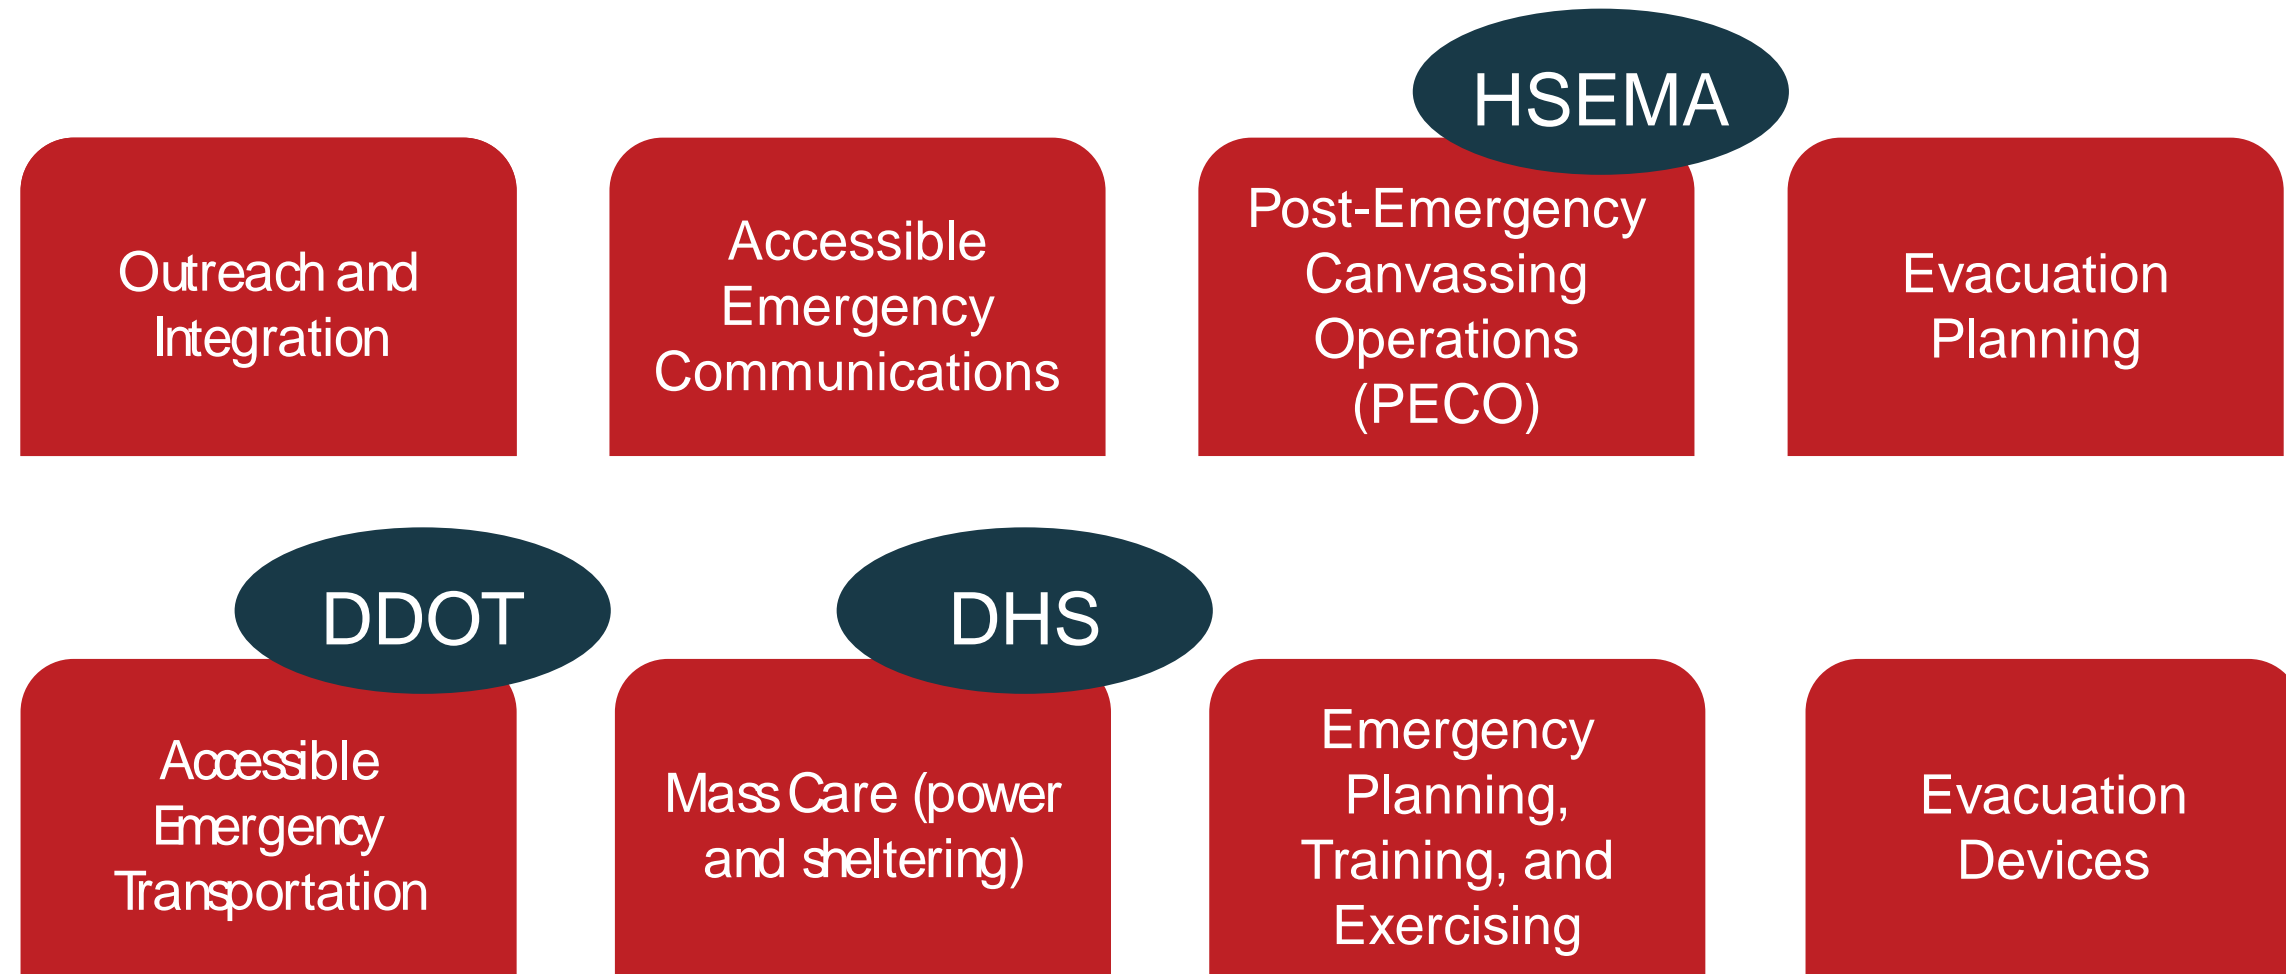 HSEMA
Outreach and
Integration
Accessible
Emergency
Communications
Post-Emergency
Canvassing
Operations
(PECO)
Evacuation
Planning
DDOT
DHS
Accessible
Emergency
Transportation
Mass Care (power
and sheltering)
Emergency
Planning,
Training, and
Exercising
Evacuation
Devices